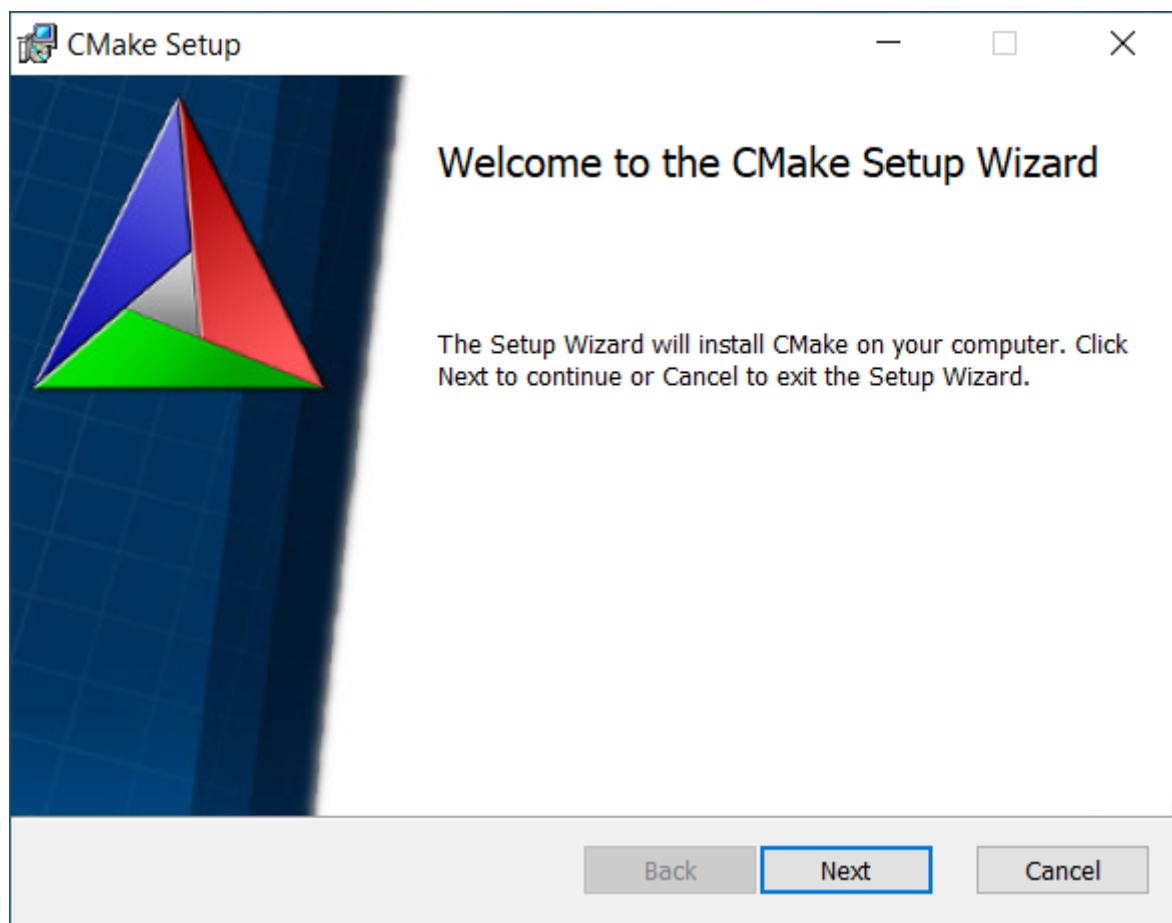 CMake Setup
Welcome to the CMake Setup Wizard
The Setup Wizard will install CMake on your computer. Click
Next to continue or Cancel to exit the Setup Wizard.
Back
Next
Cancel